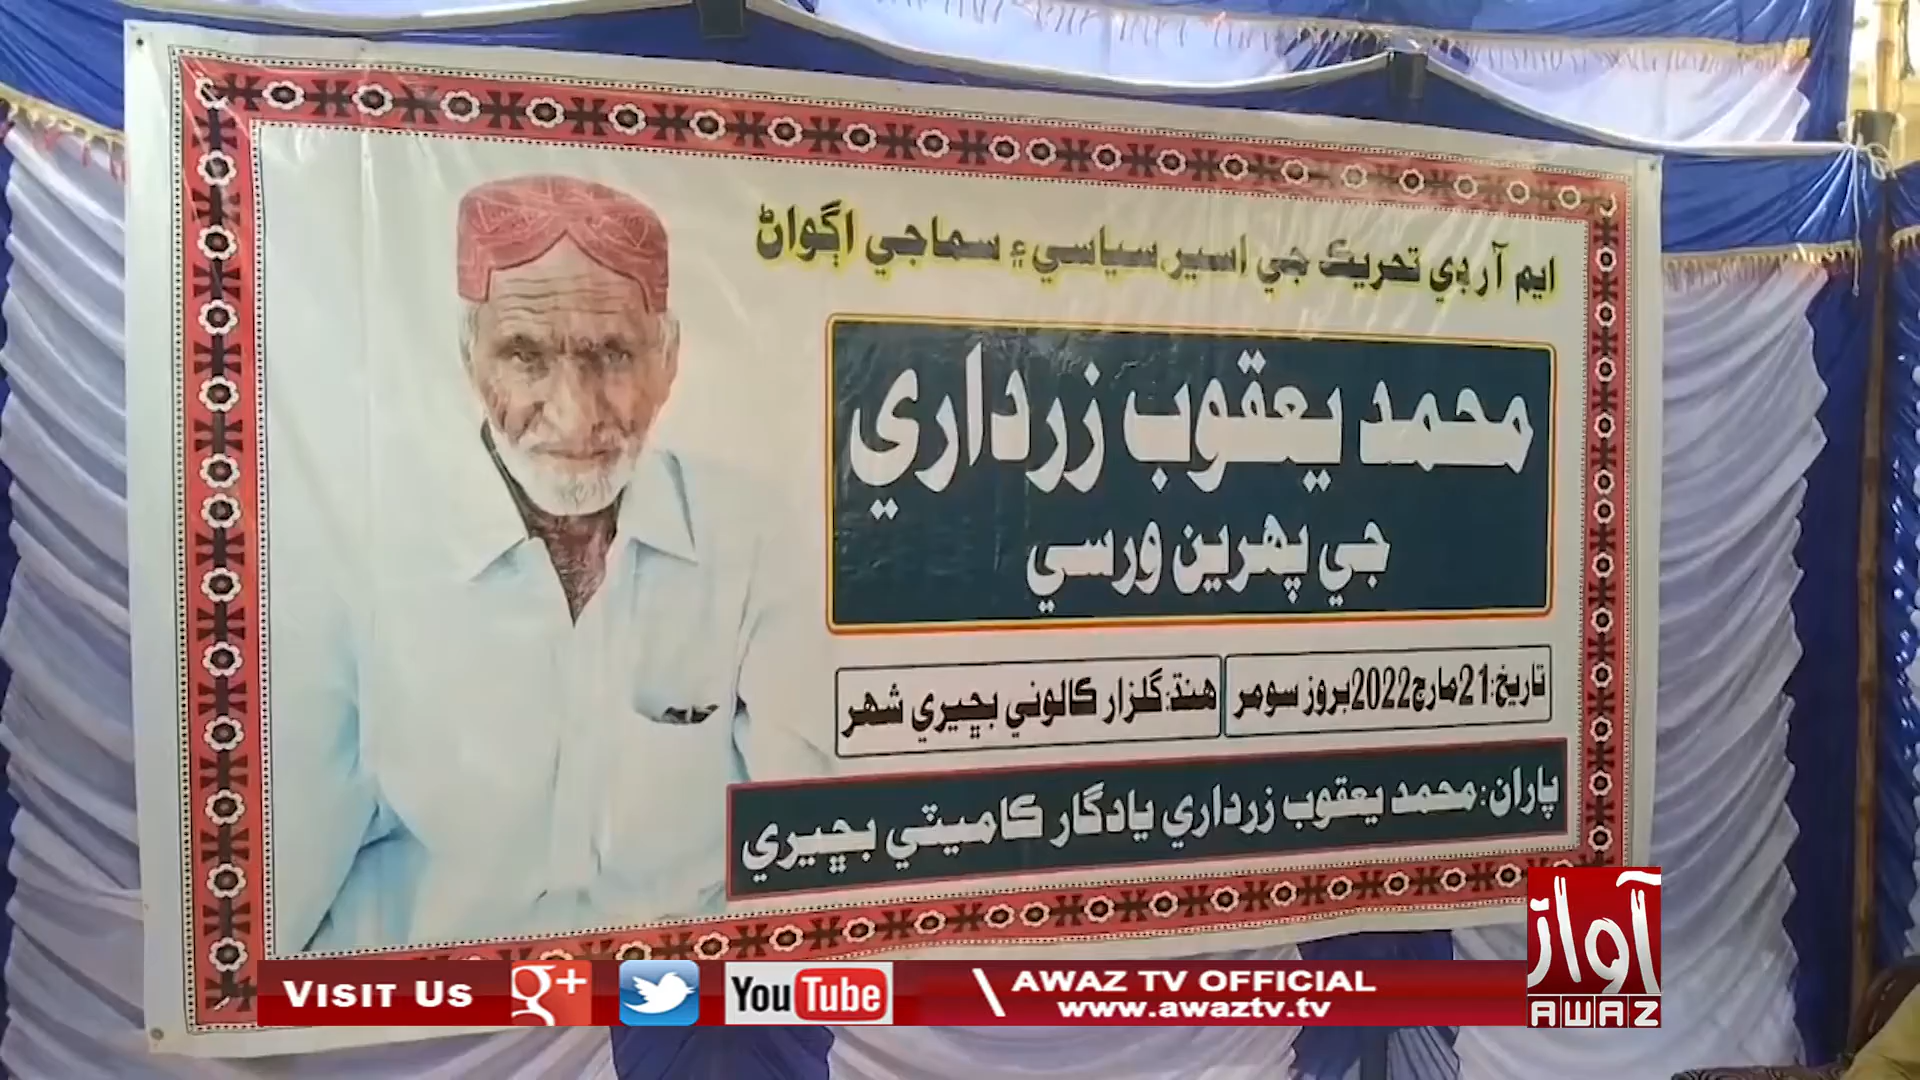 ايم آر ڊي تحريڪ جي اسير سياسي ۽ سماجي اڳواڻ
محمد يعقوب زرداري
جي پهرين ورسي
تاريخ:21مارچ2022بروز سومر
هنڌ:گلزار ڪالوني بڇيري شهر
پاران:محمد يعقوب زرداري يادگار ڪاميٽي بڇيري
آواز
AWAZ
VISIT US
g+
You Tube
AWAZ TV OFFICIAL
www.awaztv.tv